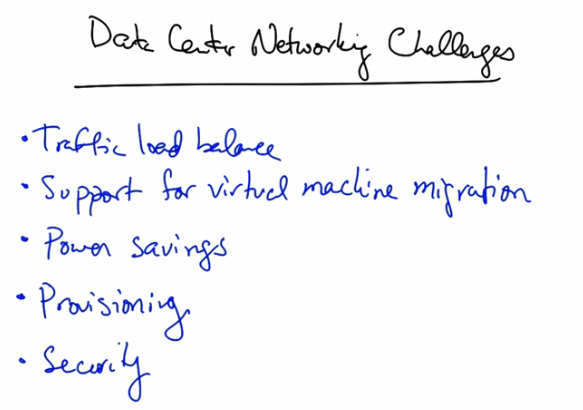 Data Center Networking Challenges
• Traffic load balance
• Support for virtual machine migration
• Power savings
• Provisioning
• Security